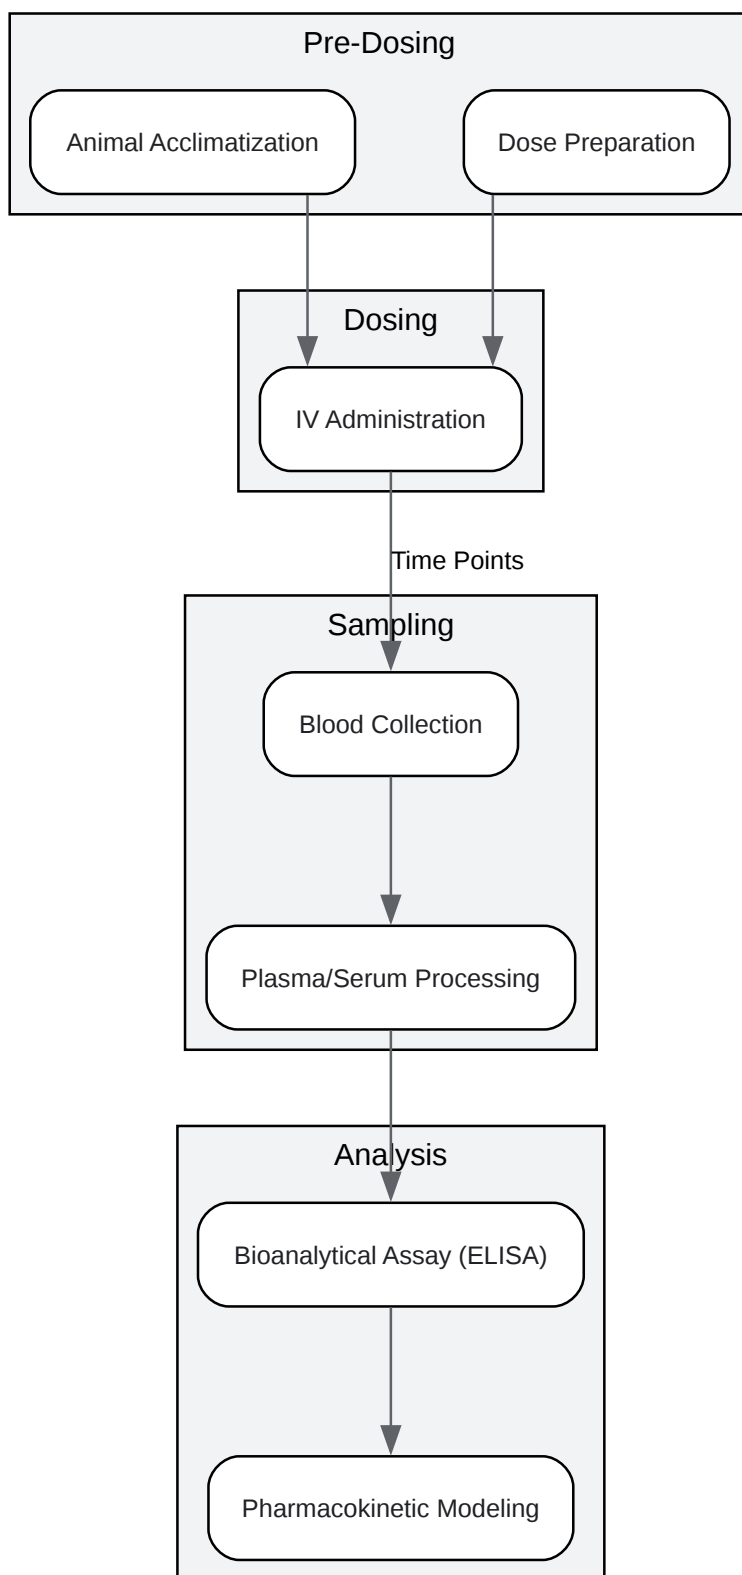 Pre-Dosing
Animal Acclimatization
Dose Preparation
Dosing
IV Administration
Time Points
Sampling
Blood Collection
Plasma/Serum Processing
Analysis
Bioanalytical Assay (ELISA)
Pharmacokinetic Modeling